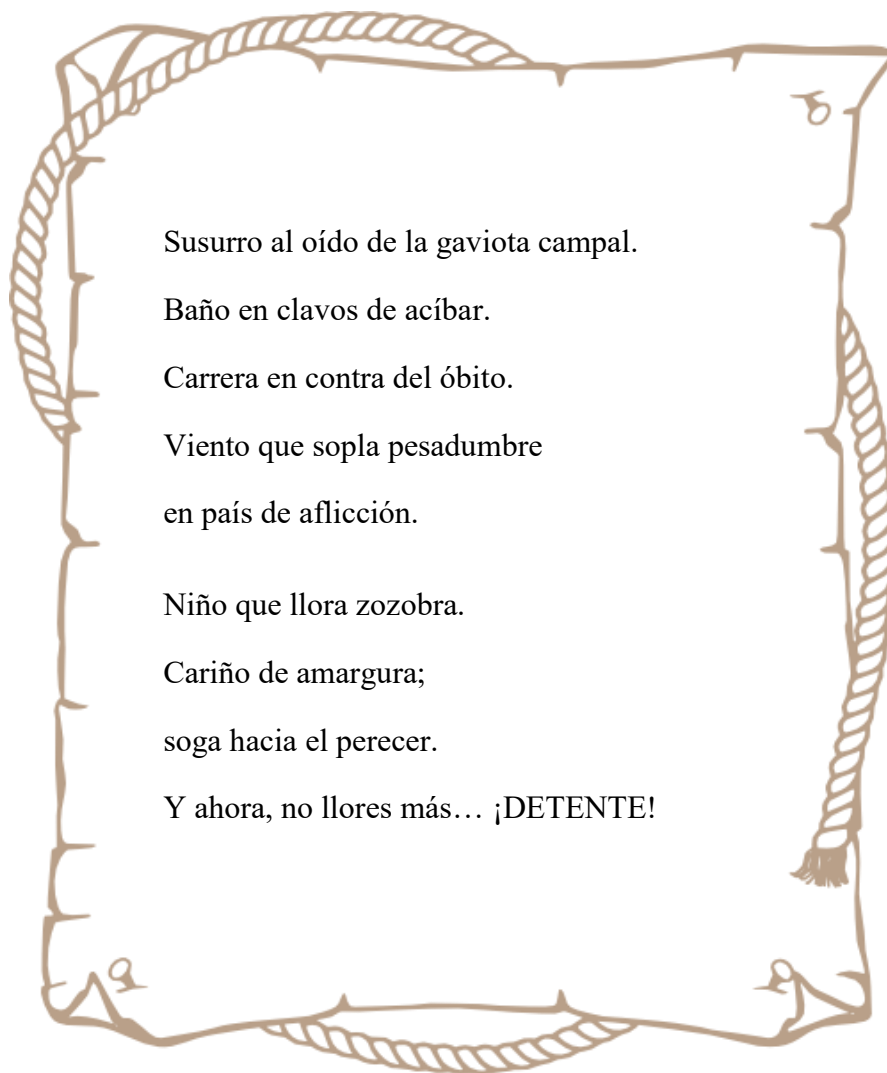 Susurro al oído de la gaviota campal.
Baño en clavos de acíbar.
Carrera en contra del óbito.
Viento que sopla pesadumbre
en país de aflicción.
Niño que llora zozobra.
Cariño de amargura;
soga hacia el perecer.
Y ahora, no llores más… ¡DETENTE!